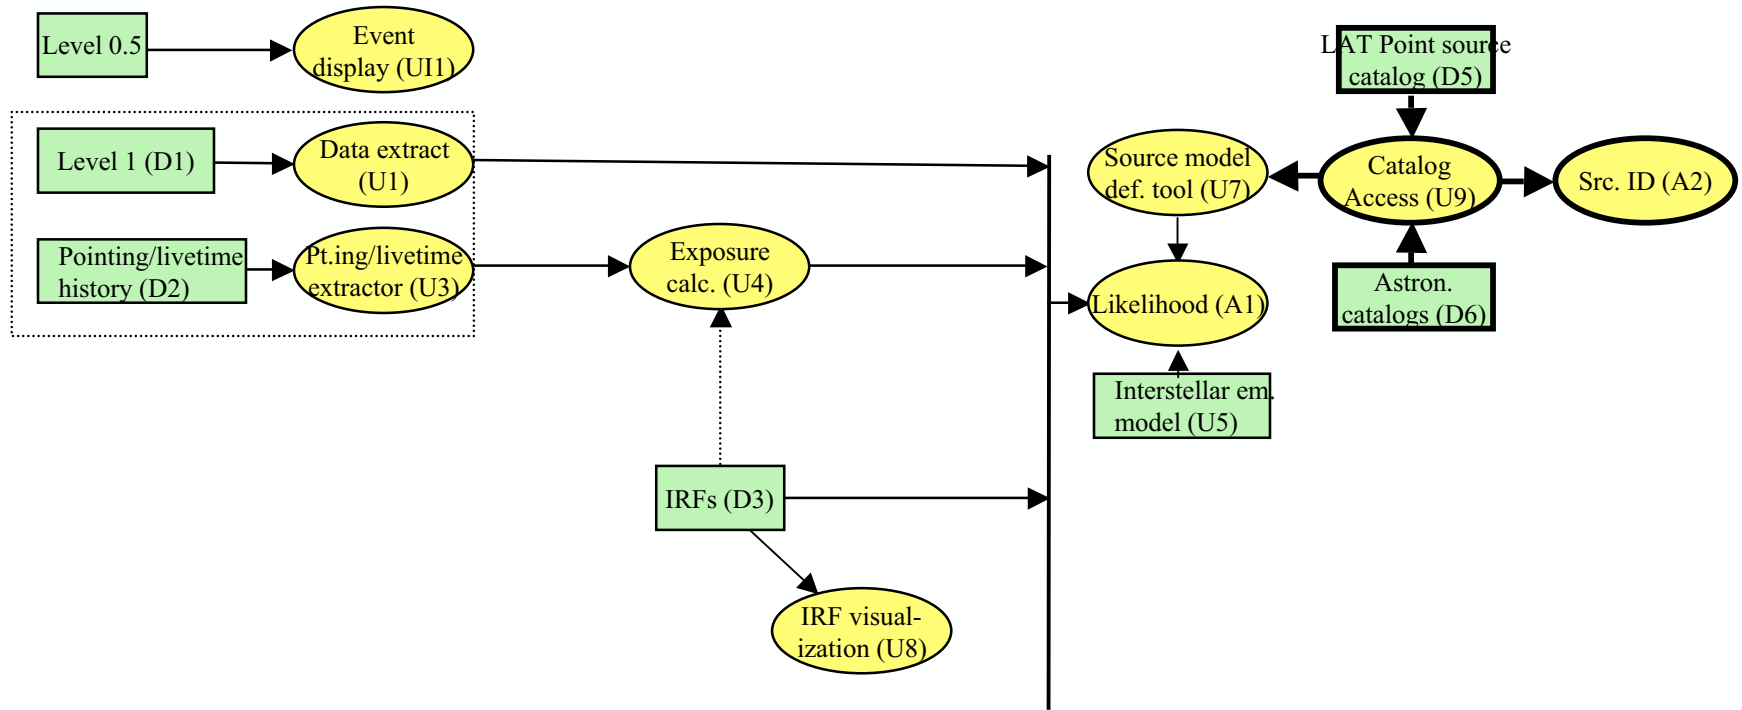 Level 0.5
Event
display (UI1)
LAT Point source
catalog (D5)
Level 1 (D1)
Data extract
(U1)
Source model
def. tool (U7)
Catalog
Access (U9)
Src. ID (A2)
Pointing/livetime
history (D2)
Pt.ing/livetime
extractor (U3)
Exposure
calc. (U4)
Likelihood (A1)
Astron.
catalogs (D6)
Interstellar em.
model (U5)
IRFs (D3)
IRF visual-
ization (U8)